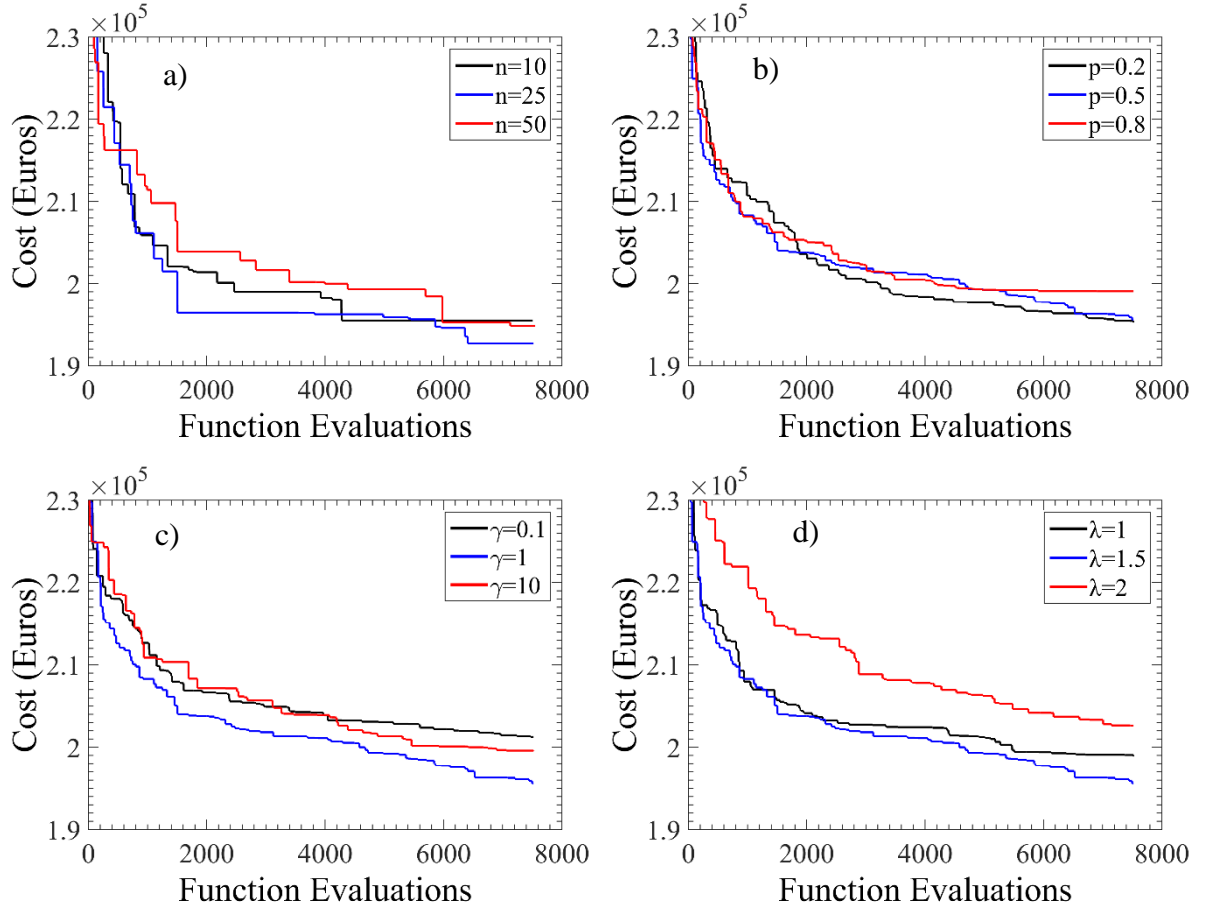 ×10⁵
2 3
2 2
2 1
2
1 9
Cost (Euros)
a)
n=10
n=25
n=50
0 2000 4000 6000 8000
Function Evaluations
×10⁵
2 3
2 2
2 1
2
1 9
Cost (Euros)
b)
p=0.2
p=0.5
p=0.8
0 2000 4000 6000 8000
Function Evaluations
×10⁵
2 3
2 2
2 1
2
1 9
Cost (Euros)
c)
γ=0.1
γ=1
γ=10
0 2000 4000 6000 8000
Function Evaluations
×10⁵
2 3
2 2
2 1
2
1 9
Cost (Euros)
d)
λ=1
λ=1.5
λ=2
0 2000 4000 6000 8000
Function Evaluations